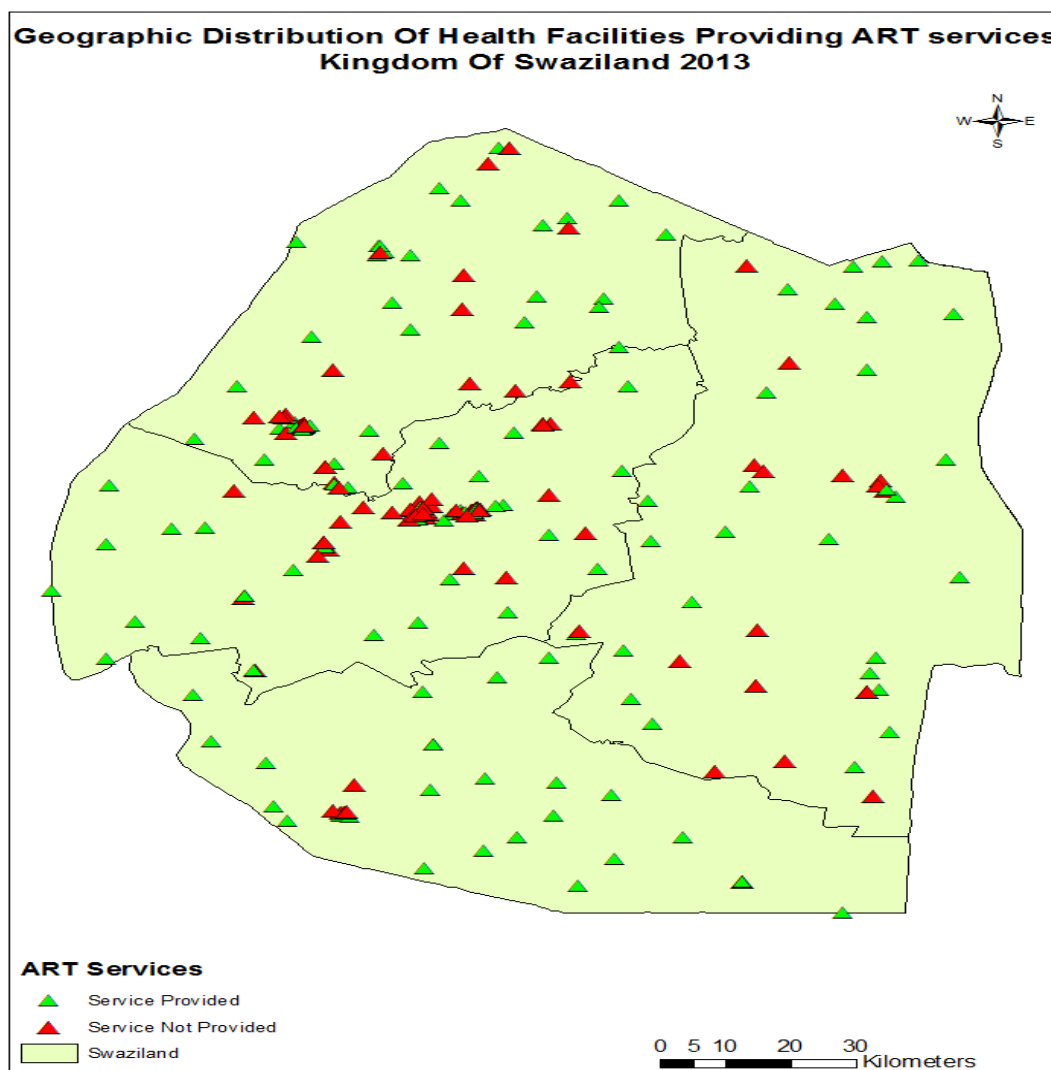 Geographic Distribution Of Health Facilities Providing ART services
Kingdom Of Swaziland 2013
N
W E
S
ART Services
Service Provided
Service Not Provided
Swaziland
0 5 10 20 30
Kilometers